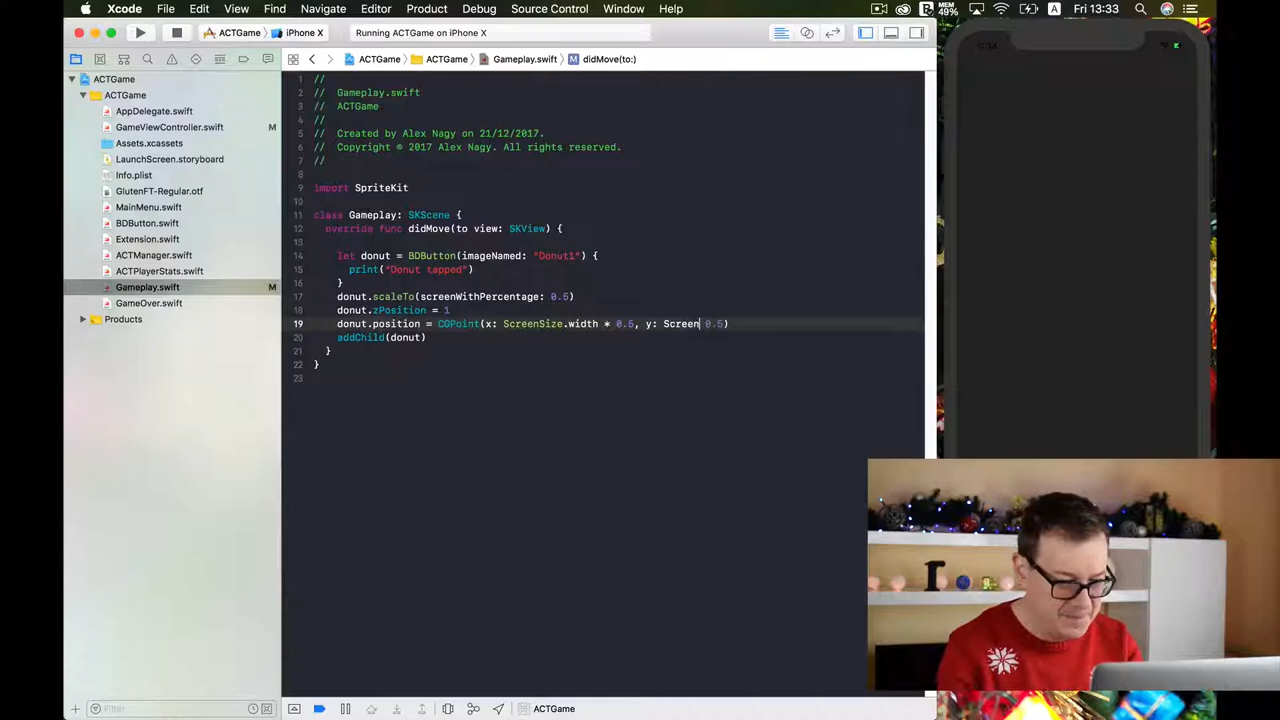 Xcode File Edit View Find Navigate Editor Product Debug Source Control Window Help MEM 49% A Fri 13:33
ACTGame iPhone X Running ACTGame on iPhone X
ACTGame ACTGame Gameplay.swift M didMove(to:)
ACTGame
ACTGame
AppDelegate.swift
GameViewController.swift M
Assets.xcassets
LaunchScreen.storyboard
Info.plist
GlutenFT-Regular.otf
MainMenu.swift
BDButton.swift
Extension.swift
ACTManager.swift
ACTPlayerStats.swift
Gameplay.swift M
GameOver.swift
Products
1 //
2 // Gameplay.swift
3 // ACTGame
4 //
5 // Created by Alex Nagy on 21/12/2017.
6 // Copyright © 2017 Alex Nagy. All rights reserved.
7 //
8
9 import SpriteKit
10
11 class Gameplay: SKScene {
12 override func didMove(to view: SKView) {
13
14 let donut = BDButton(imageNamed: "Donut1") {
15 print("Donut tapped")
16 }
17 donut.scaleTo(screenWithPercentage: 0.5)
18 donut.zPosition = 1
19 donut.position = CGPoint(x: ScreenSize.width * 0.5, y: Screen 0.5)
20 addChild(donut)
21 }
22 }
23
Filter
ACTGame